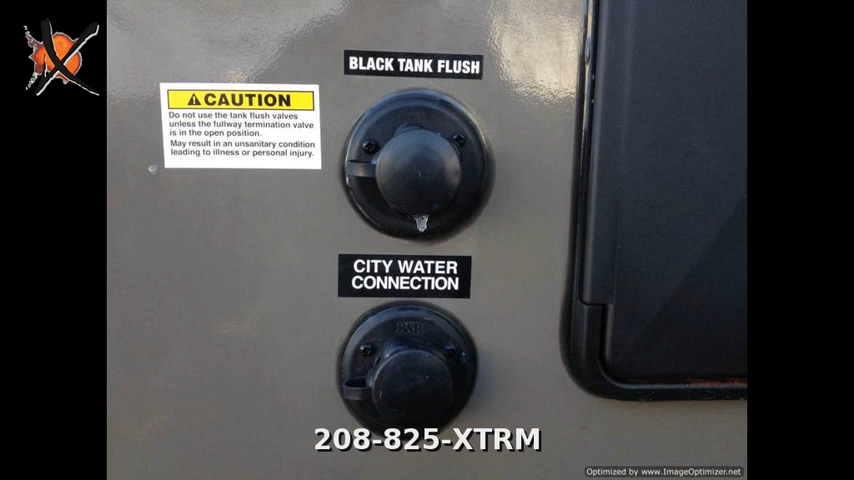 BLACK TANK FLUSH
CAUTION
Do not use the tank flush valves
unless the fullway termination valve
is in the open position.
May result in an unsanitary condition
leading to illness or personal injury.
CITY WATER
CONNECTION
208-825-XTRM
Optimized by www.ImageOptimizer.net